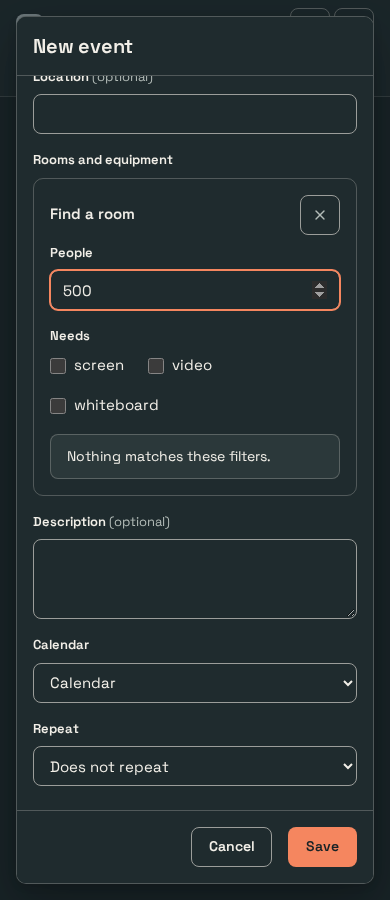 New event
Location (optional)
Rooms and equipment
Find a room
People
500
Needs
screen
video
whiteboard
Nothing matches these filters.
Description (optional)
Calendar
Calendar
Repeat
Does not repeat
Cancel
Save